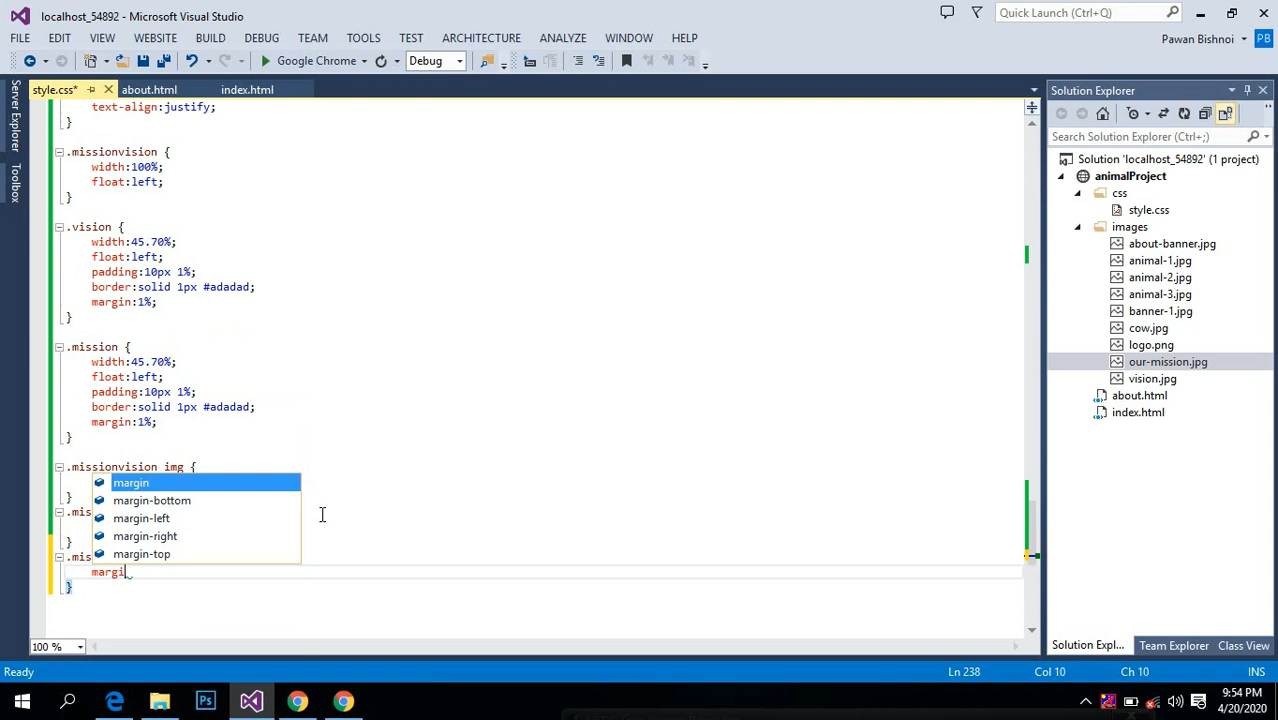 localhost_54892 - Microsoft Visual Studio
Quick Launch (Ctrl+Q)
FILE EDIT VIEW WEBSITE BUILD DEBUG TEAM TOOLS TEST ARCHITECTURE ANALYZE WINDOW HELP
Pawan Bishnoi PB
Google Chrome Debug
Server Explorer
Toolbox
style.css* about.html index.html
text-align:justify;
}
.missionvision {
width:100%;
float:left;
}
.vision {
width:45.70%;
float:left;
padding:10px 1%;
border:solid 1px #adadad;
margin:1%;
}
.mission {
width:45.70%;
float:left;
padding:10px 1%;
border:solid 1px #adadad;
margin:1%;
}
.missionvision img {
margin
}
margin-bottom
.mis
margin-left
margin-right
}
margin-top
.mis
margi
}
100 %
Solution Explorer
Search Solution Explorer (Ctrl+;)
Solution 'localhost_54892' (1 project)
animalProject
css
style.css
images
about-banner.jpg
animal-1.jpg
animal-2.jpg
animal-3.jpg
banner-1.jpg
cow.jpg
logo.png
our-mission.jpg
vision.jpg
about.html
index.html
Solution Expl... Team Explorer Class View
Ready Ln 238 Col 10 Ch 10 INS
9:54 PM
4/20/2020